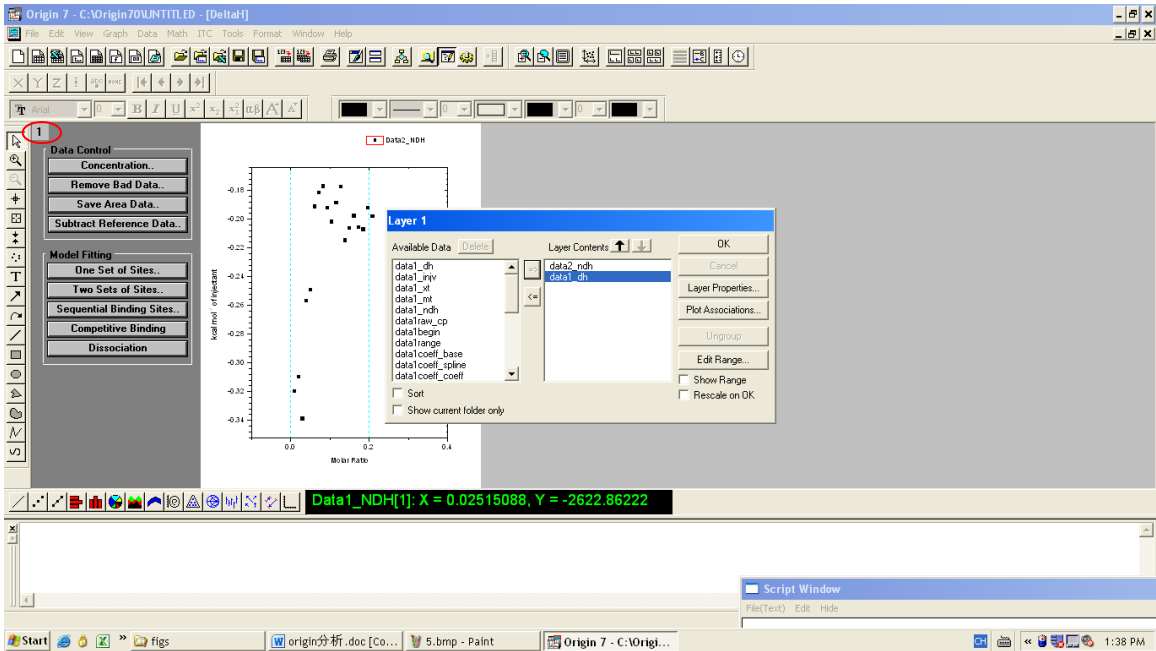 Origin 7 - C:\Origin70\UNTITLED - [DeltaH]
File Edit View Graph Data Math ITC Tools Format Window Help
X Y Z
Arial 0 B I U x² x₂ αβ A A 0 0
1
Data Control
Concentration..
Remove Bad Data..
Save Area Data..
Subtract Reference Data..
Model Fitting
One Set of Sites..
Two Sets of Sites..
Sequential Binding Sites..
Competitive Binding
Dissociation
Data2_NDH
-0.18
-0.20
-0.22
-0.24
-0.26
-0.28
-0.30
-0.32
-0.34
kcal mol of injectant
0.0 0.2 0.4
Molar Ratio
Layer 1
Available Data Delete
data1_dh
data1_injv
data1_xt
data1_mt
data1_ndh
data1raw_cp
data1begin
data1range
data1coeff_base
data1coeff_spline
data1coeff_coeff
Sort
Show current folder only
=>
<=
Layer Contents
data2_ndh
data1_dh
OK
Cancel
Layer Properties...
Plot Associations...
Ungroup
Edit Range...
Show Range
Rescale on OK
T
Data1_NDH[1]: X = 0.02515088, Y = -2622.86222
Script Window
File(Text) Edit Hide
Start » figs origin分析.doc [Co... 5.bmp - Paint Origin 7 - C:\Origi... CH « 1:38 PM